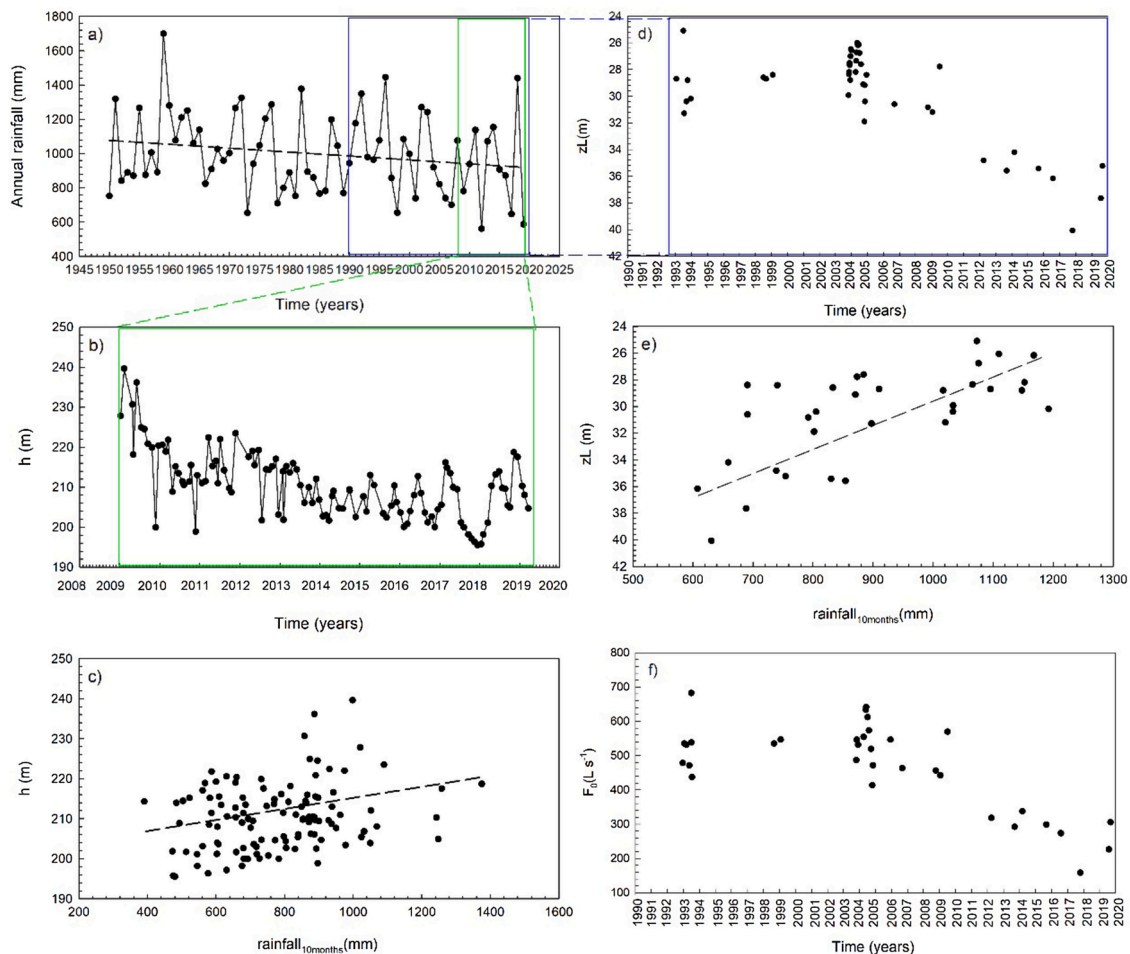 a)
Annual rainfall (mm)
1800
1600
1400
1200
1000
800
600
400
1945 1950 1955 1960 1965 1970 1975 1980 1985 1990 1995 2000 2005 2010 2015 2020 2025
Time (years)
d)
zL(m)
24
26
28
30
32
34
36
38
40
42
1990 1991 1992 1993 1994 1995 1996 1997 1998 1999 2000 2001 2002 2003 2004 2005 2006 2007 2008 2009 2010 2011 2012 2013 2014 2015 2016 2017 2018 2019 2020
Time (years)
b)
h (m)
250
240
230
220
210
200
190
2008 2009 2010 2011 2012 2013 2014 2015 2016 2017 2018 2019 2020
Time (years)
e)
zL (m)
24
26
28
30
32
34
36
38
40
42
500 600 700 800 900 1000 1100 1200 1300
rainfall10months(mm)
c)
h (m)
250
240
230
220
210
200
190
200 400 600 800 1000 1200 1400 1600
rainfall10months(mm)
f)
F0(L s-1)
800
700
600
500
400
300
200
100
1990 1991 1992 1993 1994 1995 1996 1997 1998 1999 2000 2001 2002 2003 2004 2005 2006 2007 2008 2009 2010 2011 2012 2013 2014 2015 2016 2017 2018 2019 2020
Time (years)